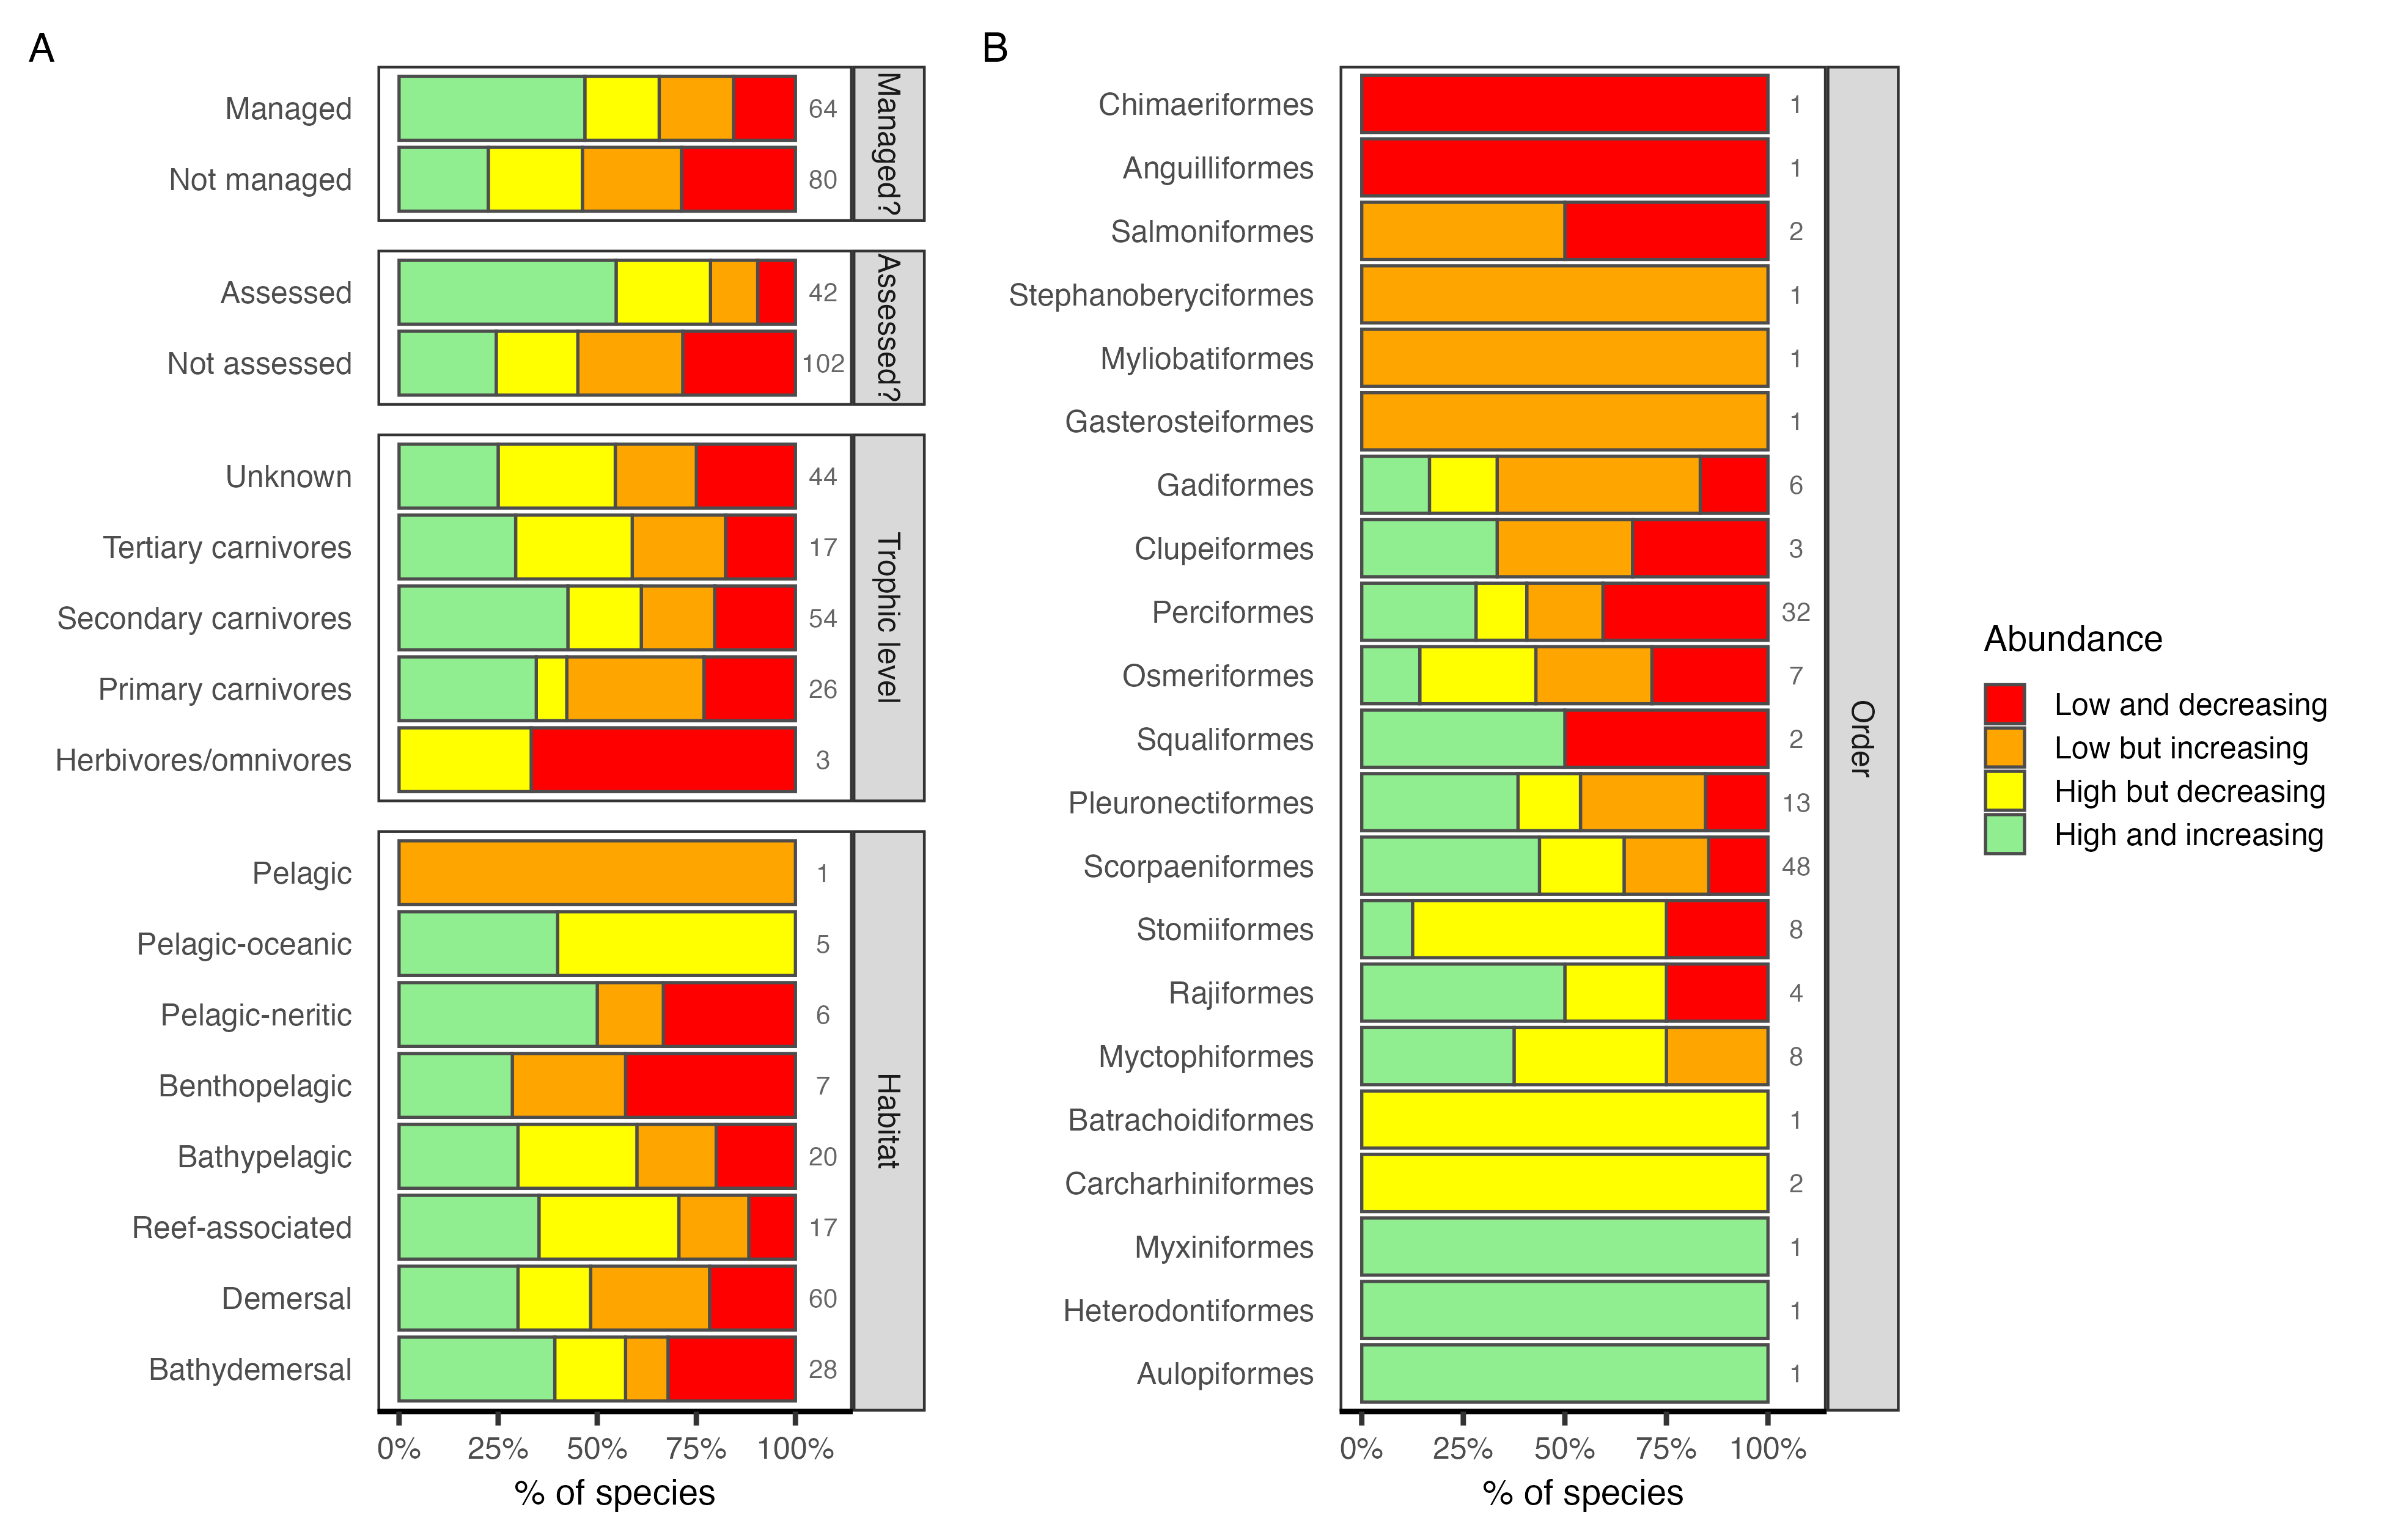 A
Managed 64
Not managed 80
Managed?
Assessed 42
Not assessed 102
Assessed?
Unknown 44
Tertiary carnivores 17
Secondary carnivores 54
Primary carnivores 26
Herbivores/omnivores 3
Trophic level
Pelagic 1
Pelagic-oceanic 5
Pelagic-neritic 6
Benthopelagic 7
Bathypelagic 20
Reef-associated 17
Demersal 60
Bathydemersal 28
Habitat
0% 25% 50% 75% 100%
% of species
B
Chimaeriformes 1
Anguilliformes 1
Salmoniformes 2
Stephanoberyciformes 1
Myliobatiformes 1
Gasterosteiformes 1
Gadiformes 6
Clupeiformes 3
Perciformes 32
Osmeriformes 7
Squaliformes 2
Pleuronectiformes 13
Scorpaeniformes 48
Stomiiformes 8
Rajiformes 4
Myctophiformes 8
Batrachoidiformes 1
Carcharhiniformes 2
Myxiniformes 1
Heterodontiformes 1
Aulopiformes 1
Order
0% 25% 50% 75% 100%
% of species
Abundance
Low and decreasing
Low but increasing
High but decreasing
High and increasing